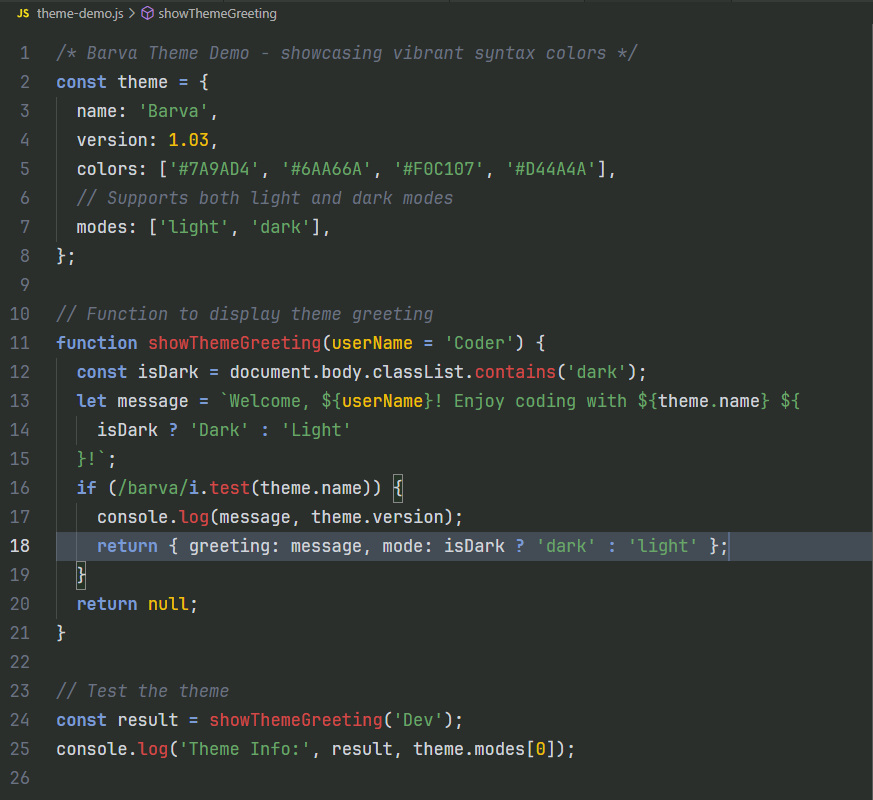 JS theme-demo.js > showThemeGreeting
1 /* Barva Theme Demo - showcasing vibrant syntax colors */
2 const theme = {
3   name: 'Barva',
4   version: 1.03,
5   colors: ['#7A9AD4', '#6AA66A', '#F0C107', '#D44A4A'],
6   // Supports both light and dark modes
7   modes: ['light', 'dark'],
8 };
9
10 // Function to display theme greeting
11 function showThemeGreeting(userName = 'Coder') {
12   const isDark = document.body.classList.contains('dark');
13   let message = `Welcome, ${userName}! Enjoy coding with ${theme.name} ${
14     isDark ? 'Dark' : 'Light'
15   }!`;
16   if (/barva/i.test(theme.name)) {
17     console.log(message, theme.version);
18     return { greeting: message, mode: isDark ? 'dark' : 'light' };
19   }
20   return null;
21 }
22
23 // Test the theme
24 const result = showThemeGreeting('Dev');
25 console.log('Theme Info:', result, theme.modes[0]);
26